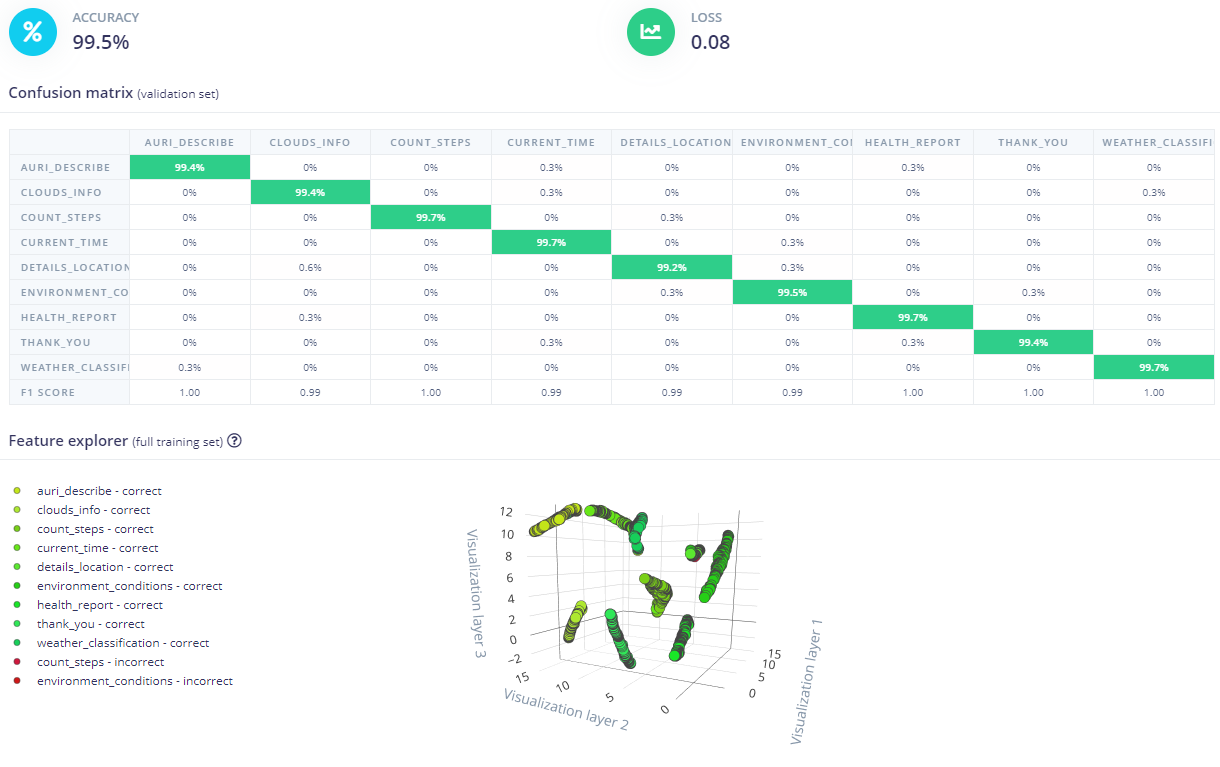 ACCURACY
99.5%
LOSS
0.08
Confusion matrix (validation set)
AURI_DESCRIBE CLOUDS_INFO COUNT_STEPS CURRENT_TIME DETAILS_LOCATION ENVIRONMENT_COI HEALTH_REPORT THANK_YOU WEATHER_CLASSIFI
AURI_DESCRIBE 99.4% 0% 0% 0.3% 0% 0% 0.3% 0% 0%
CLOUDS_INFO 0% 99.4% 0% 0.3% 0% 0% 0% 0% 0.3%
COUNT_STEPS 0% 0% 99.7% 0% 0.3% 0% 0% 0% 0%
CURRENT_TIME 0% 0% 0% 99.7% 0% 0.3% 0% 0% 0%
DETAILS_LOCATION 0% 0.6% 0% 0% 99.2% 0.3% 0% 0% 0%
ENVIRONMENT_CO 0% 0% 0% 0% 0.3% 99.5% 0% 0.3% 0%
HEALTH_REPORT 0% 0.3% 0% 0% 0% 0% 99.7% 0% 0%
THANK_YOU 0% 0% 0% 0.3% 0% 0% 0.3% 99.4% 0%
WEATHER_CLASSIFI 0.3% 0% 0% 0% 0% 0% 0% 0% 99.7%
F1 SCORE 1.00 0.99 1.00 0.99 0.99 0.99 1.00 1.00 1.00
Feature explorer (full training set) ?
auri_describe - correct
clouds_info - correct
count_steps - correct
current_time - correct
details_location - correct
environment_conditions - correct
health_report - correct
thank_you - correct
weather_classification - correct
count_steps - incorrect
environment_conditions - incorrect
12
10
8
6
4
2
0
−2
Visualization layer 3
15
10
5
0
Visualization layer 2
15
10
5
0
Visualization layer 1